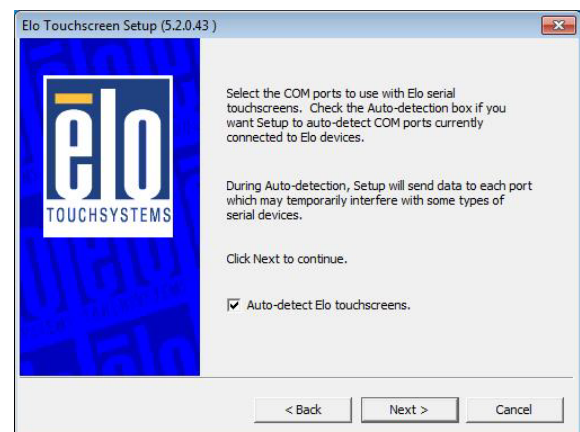 Elo Touchscreen Setup (5.2.0.43 )
elo
TOUCHSYSTEMS
Select the COM ports to use with Elo serial
touchscreens. Check the Auto-detection box if you
want Setup to auto-detect COM ports currently
connected to Elo devices.
During Auto-detection, Setup will send data to each port
which may temporarily interfere with some types of
serial devices.
Click Next to continue.
Auto-detect Elo touchscreens.
< Back
Next >
Cancel